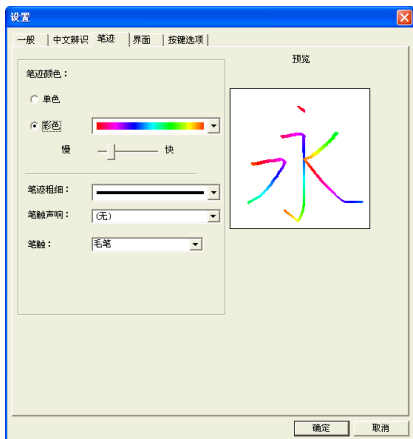 设置
一般 中文辨识 笔迹 界面 按键选项
笔迹颜色：
单色
彩色
慢 快
笔迹粗细：
笔触声响： (无)
笔触： 毛笔
预览
永
确定 取消